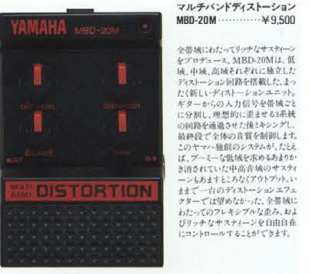 マルチバンドディストーション
MBD-20M ¥9,500
全帯域にわたってリッチなサスティーン
をプロデュース。MBD-20Mは、低
域、中域、高域それぞれに独立した
ディストーション回路を搭載した、まっ
たく新しいディストーションユニット。
ギターからの入力信号を帯域ごと
に分割し、理想的に歪ませる3系統
の回路を通過させた後ミキシングし、
最終段で全体の音質を制御します。
このヤマハ独創のシステムが、たとえ
ば、ブーミーな低域を求めるあまりか
き消されていた中高音域のサスティ
ーンもあますところなくアウトプット。い
ままで一台のディストーションエフェ
クターでは望めなかった、全帯域に
わたってのフレキシブルな歪み、およ
びリッチなサスティーンを自由自在
にコントロールすることができます。
YAMAHA MBD-20M
DISTORTION
BALANCE
OUT
IN
MULTI
BAND DISTORTION